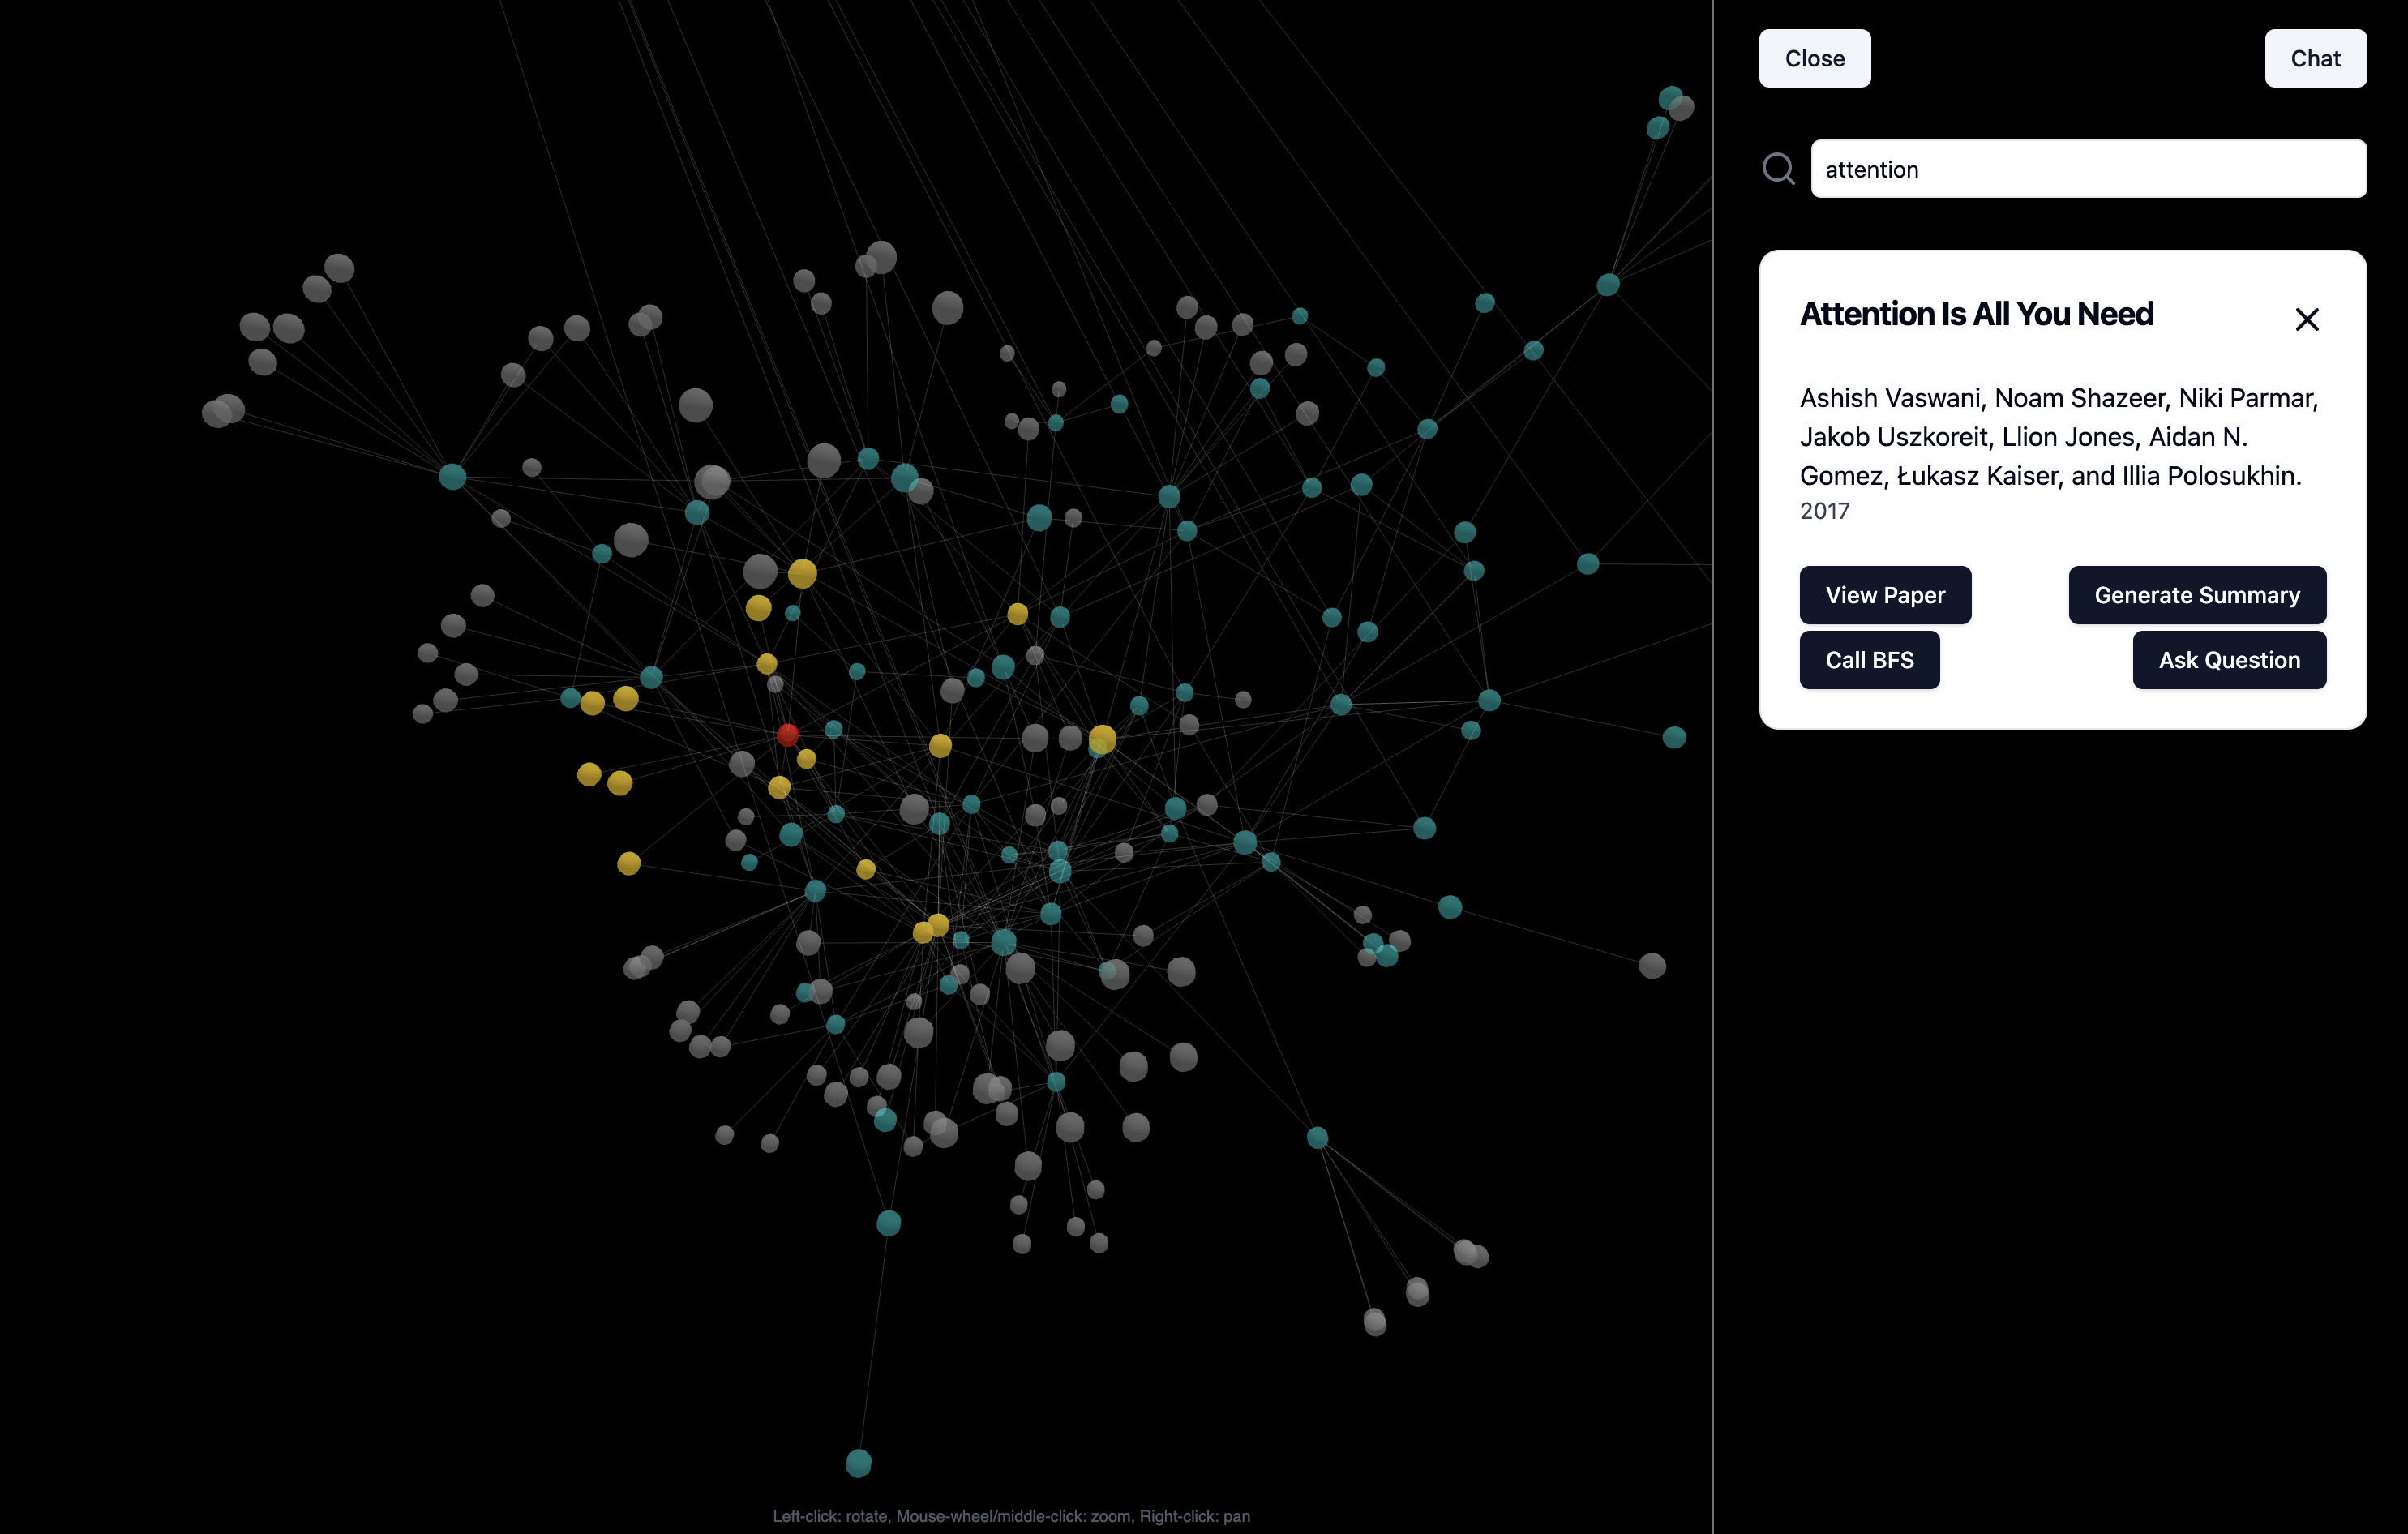 Close
Chat
attention
Attention Is All You Need
Ashish Vaswani, Noam Shazeer, Niki Parmar,
Jakob Uszkoreit, Llion Jones, Aidan N.
Gomez, Łukasz Kaiser, and Illia Polosukhin.
2017
View Paper
Generate Summary
Call BFS
Ask Question
Left-click: rotate, Mouse-wheel/middle-click: zoom, Right-click: pan